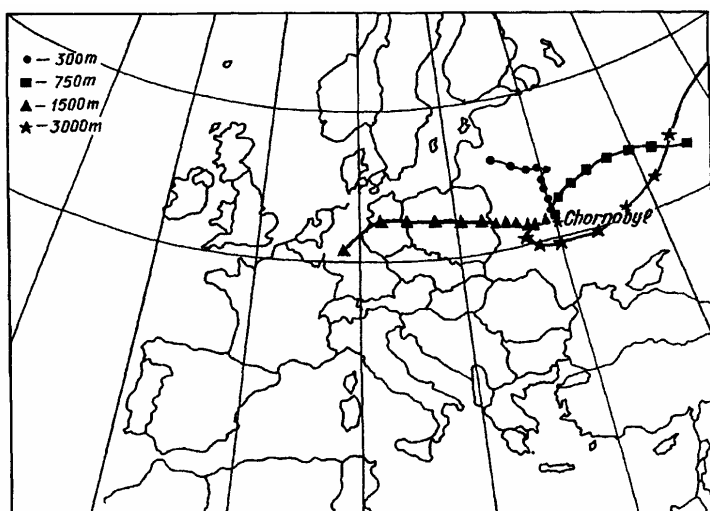 ● – 300m
■ – 750m
▲ – 1500m
★ – 3000m
Chornobyl